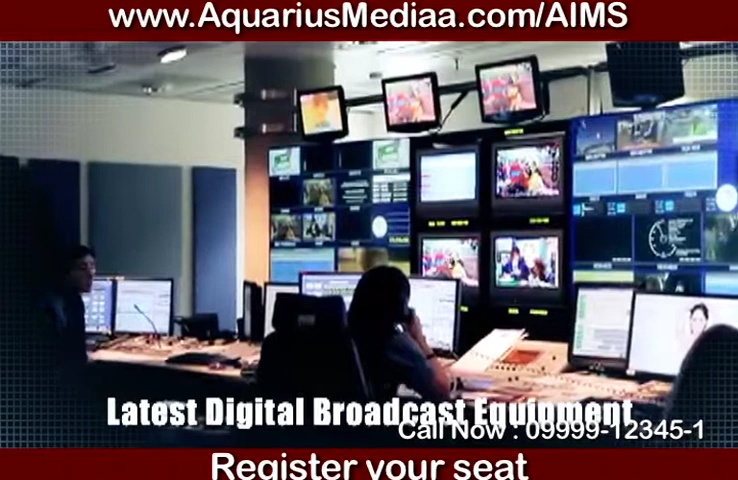 www.AquariusMediaa.com/AIMS
Latest Digital Broadcast Equipment
Call Now : 09999-12345-1
Register your seat